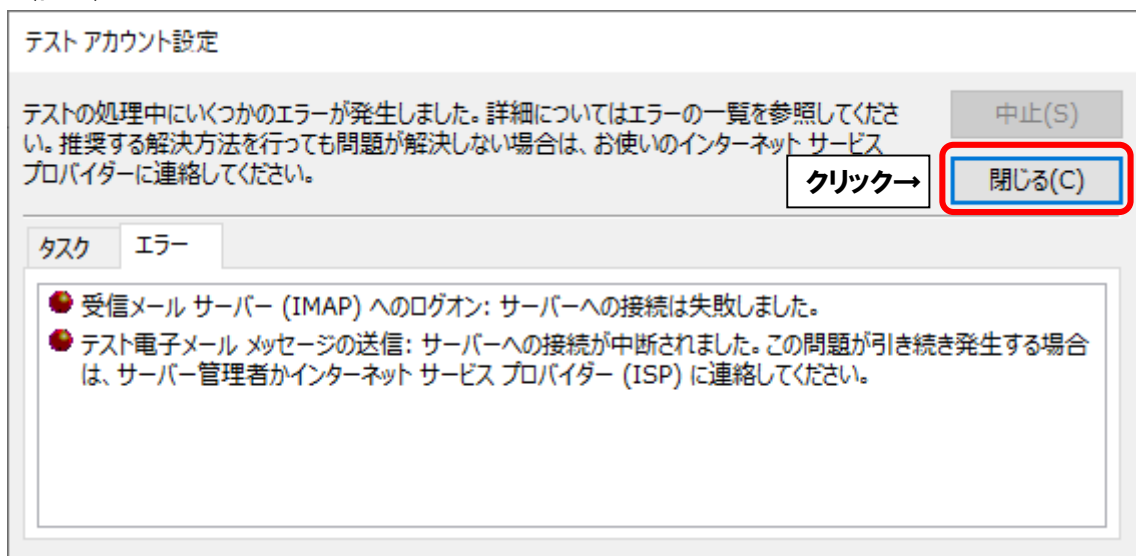 テスト アカウント設定
テストの処理中にいくつかのエラーが発生しました。詳細についてはエラーの一覧を参照してくださ
い。推奨する解決方法を行っても問題が解決しない場合は、お使いのインターネット サービス
プロバイダーに連絡してください。
中止(S)
クリック→
閉じる(C)
タスク
エラー
受信メール サーバー (IMAP) へのログオン: サーバーへの接続は失敗しました。
テスト電子メール メッセージの送信: サーバーへの接続が中断されました。この問題が引き続き発生する場合
は、サーバー管理者かインターネット サービス プロバイダー (ISP) に連絡してください。